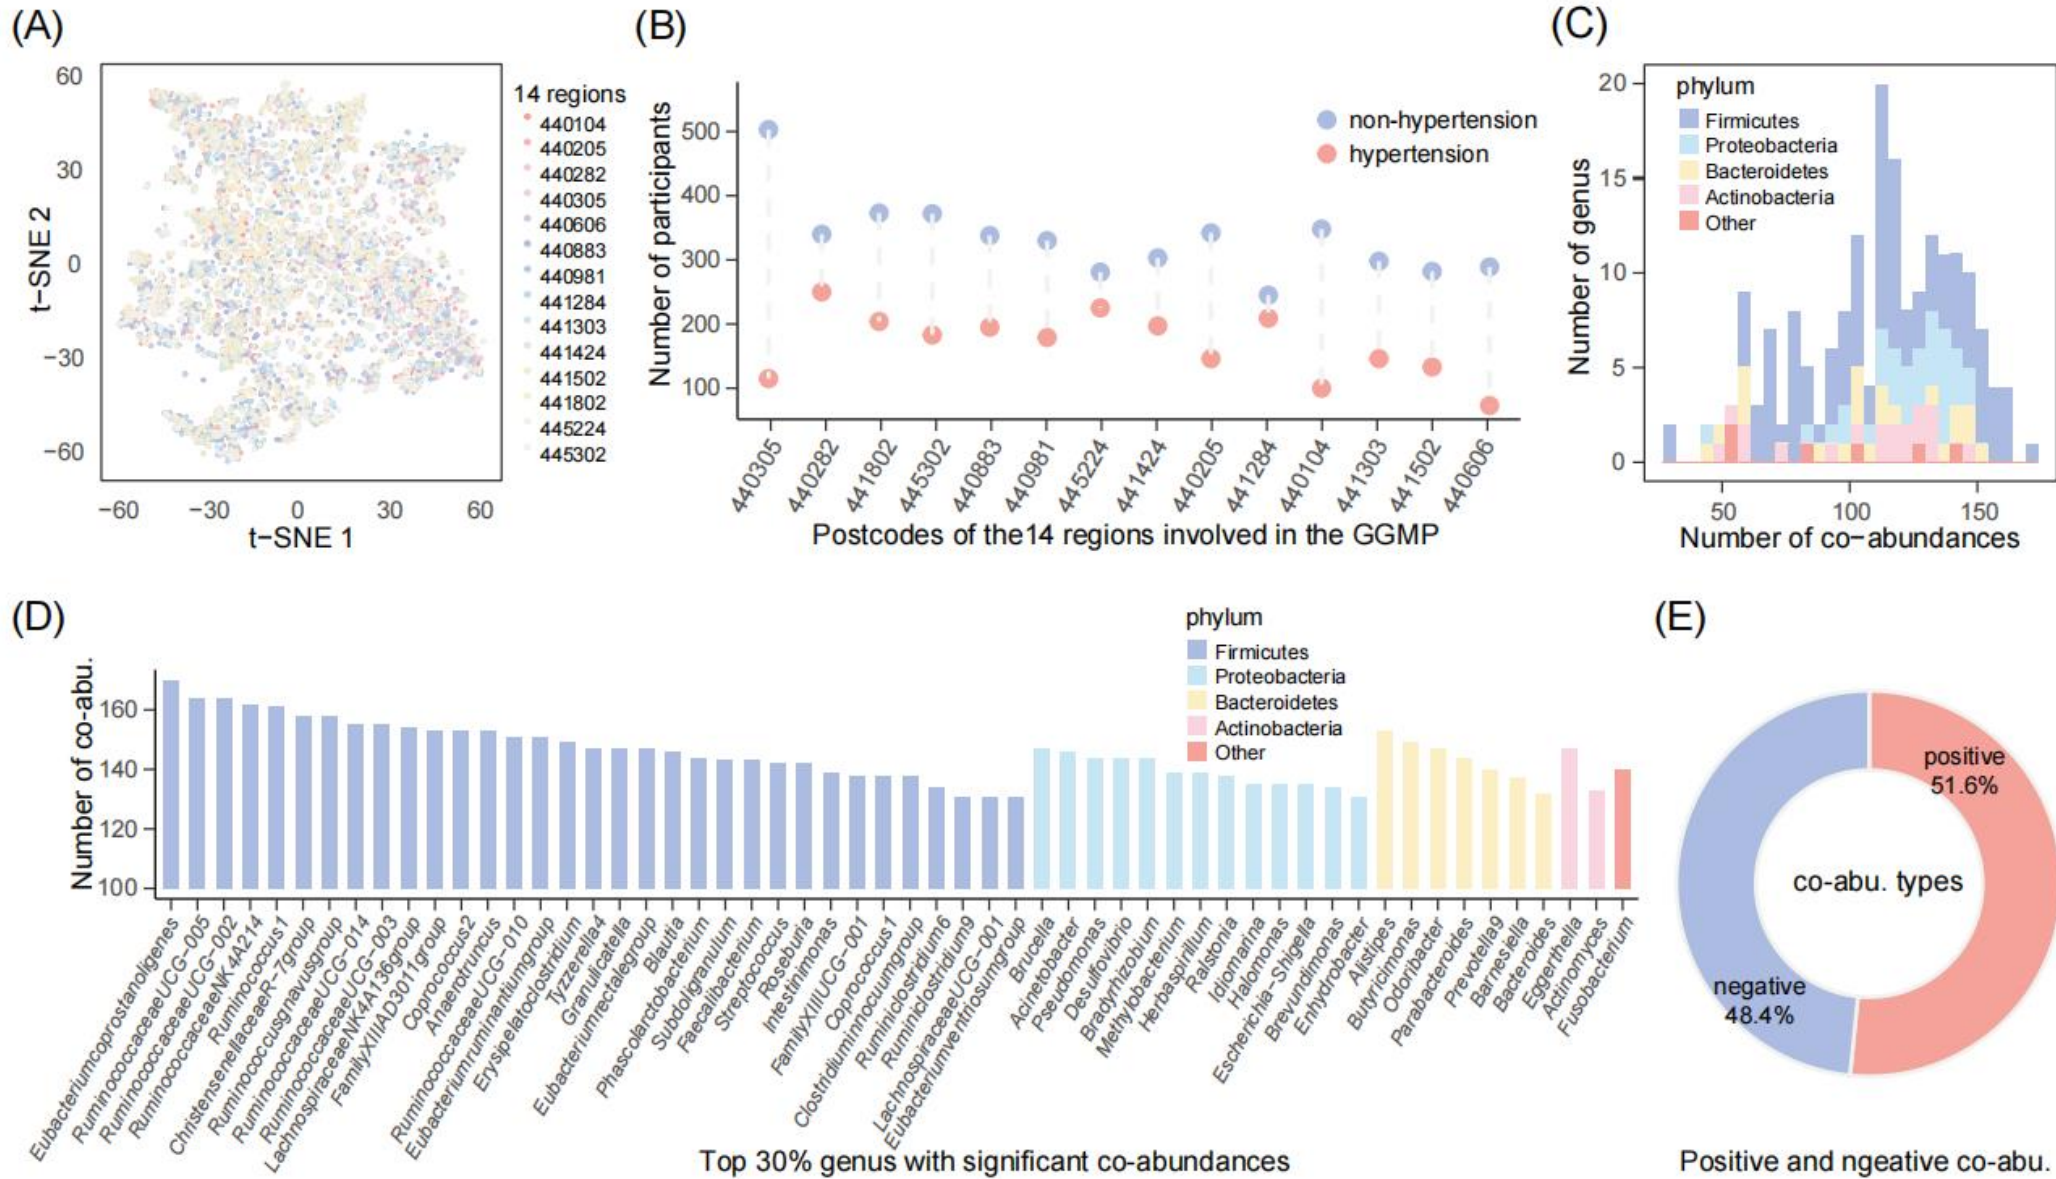 (A)
60
30
0
−30
−60
t−SNE 2
−60
−30
0
30
60
t−SNE 1
14 regions
440104
440205
440282
440305
440606
440883
440981
441284
441303
441424
441502
441802
445224
445302
(B)
Number of participants
500
400
300
200
100
non-hypertension
hypertension
440305
440282
441802
445302
440883
440981
445224
441424
440205
441284
440104
441303
441502
440606
Postcodes of the14 regions involved in the GGMP
(C)
Number of genus
20
15
10
5
0
phylum
Firmicutes
Proteobacteria
Bacteroidetes
Actinobacteria
Other
50
100
150
Number of co−abundances
(D)
Number of co-abu.
160
140
120
100
phylum
Firmicutes
Proteobacteria
Bacteroidetes
Actinobacteria
Other
Eubacteriumcoprostanoligenes
RuminococcaceaeUCG−005
RuminococcaceaeUCG−002
RuminococcaceaeNK4A214
Ruminococcus1
ChristensenellaceaeR−7group
Ruminococcusgnavusgroup
RuminococcaceaeUCG−014
RuminococcaceaeUCG−003
LachnospiraceaeNK4A136group
FamilyXIIIAD3011group
Coprococcus2
Anaerotruncus
RuminococcaceaeUCG−010
Eubacteriumruminantiumgroup
Erysipelatoclostridium
Tyzzerella4
Granulicatella
Eubacteriumrectalegroup
Blautia
Phascolarctobacterium
Subdoligranulum
Faecalibacterium
Streptococcus
Roseburia
Intestinimonas
FamilyXIIIUCG−001
Coprococcus1
Clostridiuminnocuumgroup
Ruminiclostridium6
Ruminiclostridium9
LachnospiraceaeUCG−001
Eubacteriumventriosumgroup
Brucella
Acinetobacter
Pseudomonas
Desulfovibrio
Bradyrhizobium
Methylobacterium
Herbaspirillum
Ralstonia
Idiomarina
Halomonas
Escherichia−Shigella
Brevundimonas
Enhydrobacter
Alistipes
Butyricimonas
Odoribacter
Parabacteroides
Prevotella9
Barnesiella
Bacteroides
Eggerthella
Actinomyces
Fusobacterium
Top 30% genus with significant co-abundances
(E)
positive
51.6%
co-abu. types
negative
48.4%
Positive and ngeative co-abu.